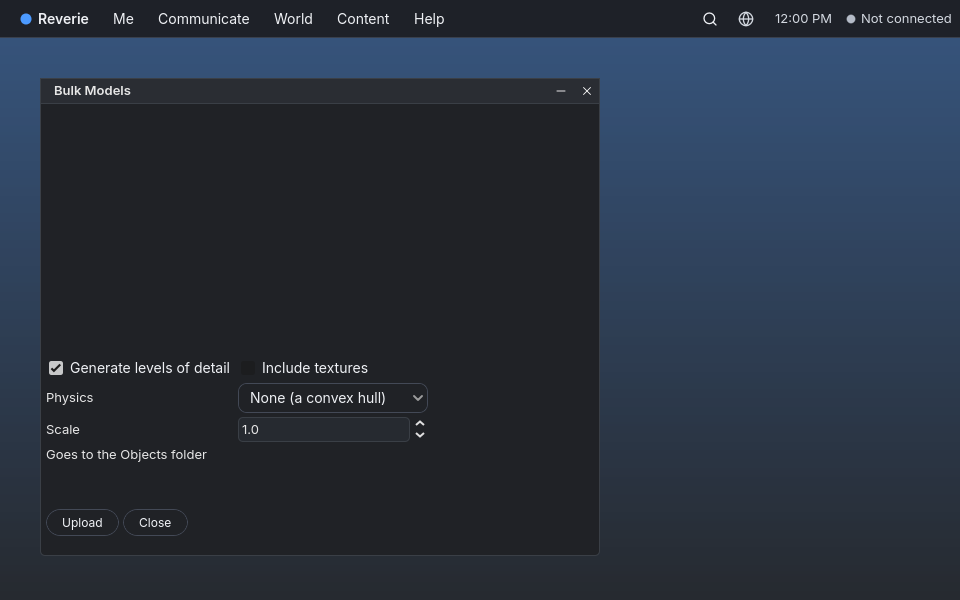 Reverie Me Communicate World Content Help 12:00 PM Not connected
Bulk Models
Generate levels of detail Include textures
Physics None (a convex hull)
Scale 1.0
Goes to the Objects folder
Upload Close